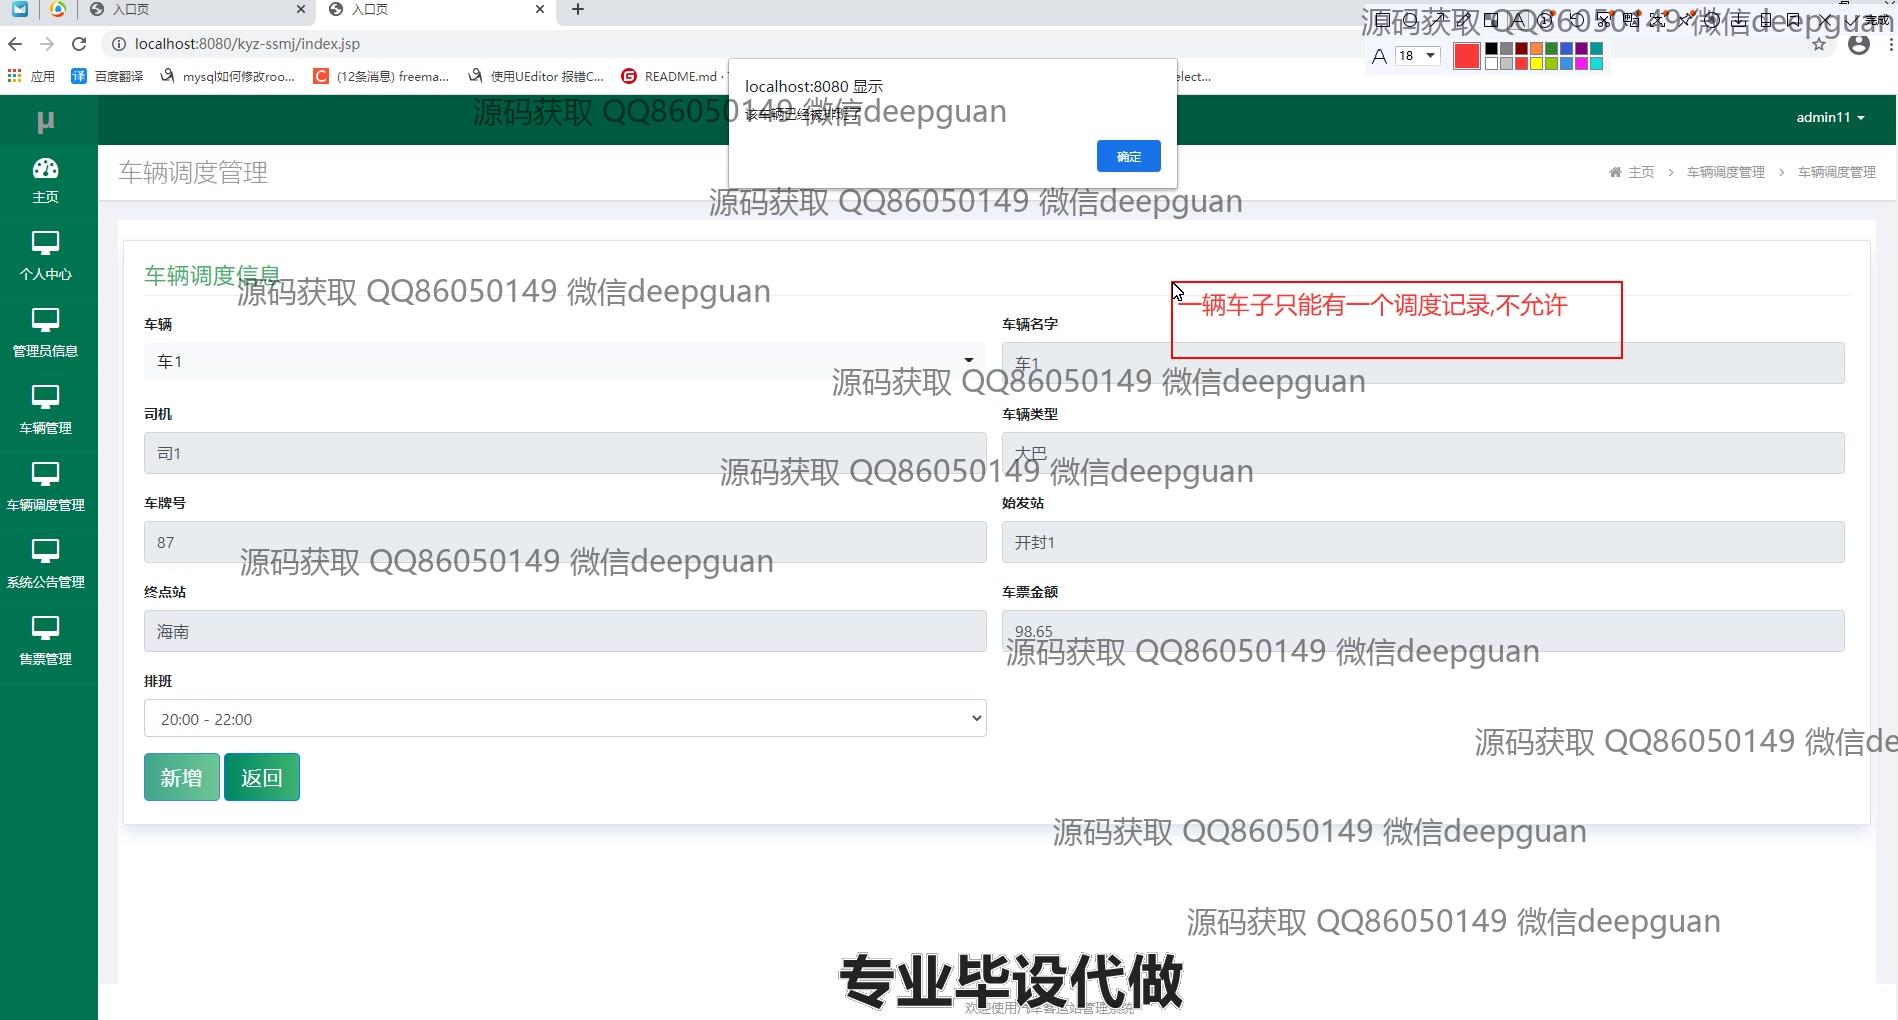 入口页
入口页
localhost:8080/kyz-ssmj/index.jsp
应用
百度翻译
mysql如何修改roo...
(12条消息) freema...
使用UEditor 报错C...
README.md ·
elect...
A 18
完成
localhost:8080 显示
该车辆已经被排班了
确定
源码获取 QQ86050149 微信deepguan
源码获取 QQ86050149 微信deepguan
μ
admin11
车辆调度管理
主页 > 车辆调度管理 > 车辆调度管理
源码获取 QQ86050149 微信deepguan
主页
个人中心
管理员信息
车辆管理
车辆调度管理
系统公告管理
售票管理
车辆调度信息
源码获取 QQ86050149 微信deepguan
一辆车子只能有一个调度记录,不允许
车辆
车1
车辆名字
车1
源码获取 QQ86050149 微信deepguan
司机
司1
车辆类型
大巴
源码获取 QQ86050149 微信deepguan
车牌号
87
始发站
开封1
源码获取 QQ86050149 微信deepguan
终点站
海南
车票金额
98.65
源码获取 QQ86050149 微信deepguan
排班
20:00 - 22:00
源码获取 QQ86050149 微信de
新增
返回
源码获取 QQ86050149 微信deepguan
源码获取 QQ86050149 微信deepguan
专业毕设代做
欢迎使用汽车客运站管理系统